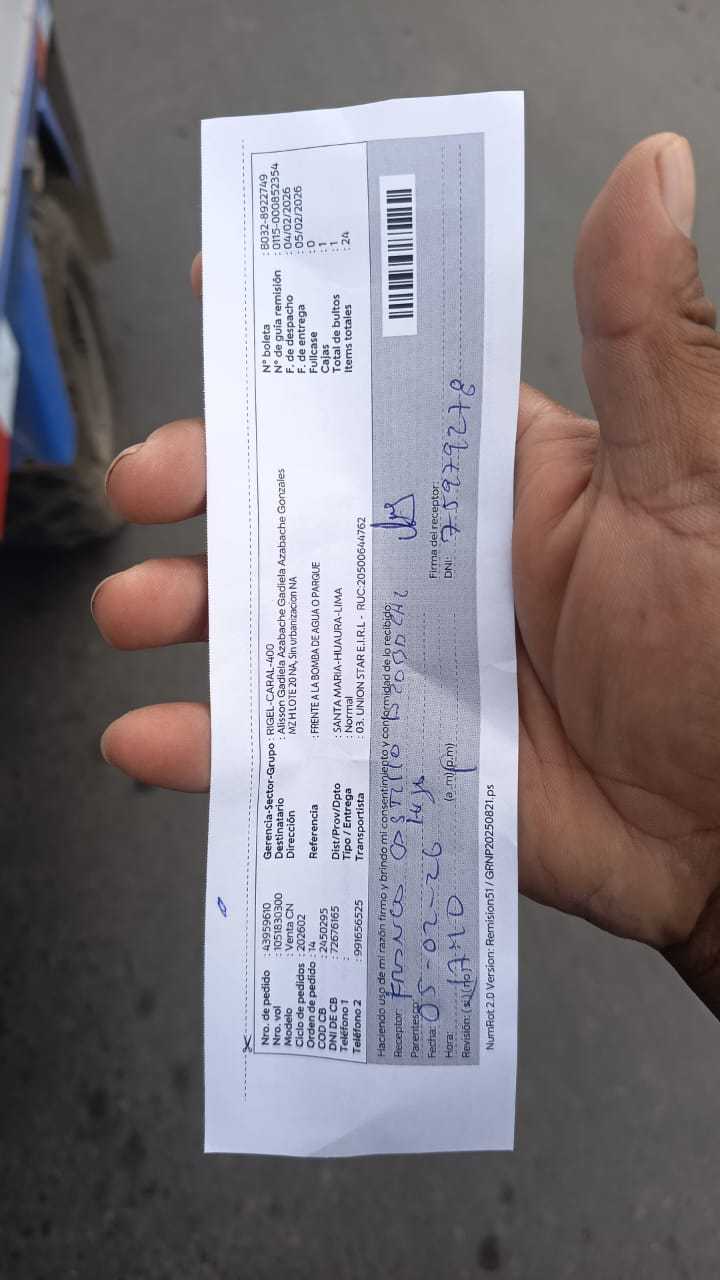 Nro. de pedido : 43959610
Nro. vol : 1051830300
Modelo : Venta CN
Ciclo de pedidos : 202602
Orden de pedido : 14
COD CB : 2450295
DNI DE CB : 72676165
Teléfono 1 :
Teléfono 2 : 991656525
Gerencia-Sector-Grupo : RIGEL-CARAL-400
Destinatario : Alisson Gadiela Azabache Gadiela Azabache Gonzales
Dirección : MZ H LOTE 20 NA, Sin urbanizacion NA
Referencia : FRENTE A LA BOMBA DE AGUA O PARQUE
Dist/Prov/Dpto : SANTA MARIA-HUAURA-LIMA
Tipo / Entrega : Normal
Transportista : 03. UNION STAR E.I.R.L - RUC:20500644762
N° boleta : B032-8922749
N° de guía remisión : 0115-000852354
F. de despacho : 04/02/2026
F. de entrega : 05/02/2026
Fullcase : 0
Cajas : 1
Total de bultos : 1
Items totales : 24
Haciendo uso de mi razón firmo y brindo mi consentimiento y conformidad de lo recibido.
Receptor:
Parentesco:
Fecha: 05-02-26
Hora: (a.m)(p.m)
Revisión: (si)(no)
Firma del receptor:
DNI: 75979278
NumRot 2.0 Version: Remision51 / GRNP20250821.ps